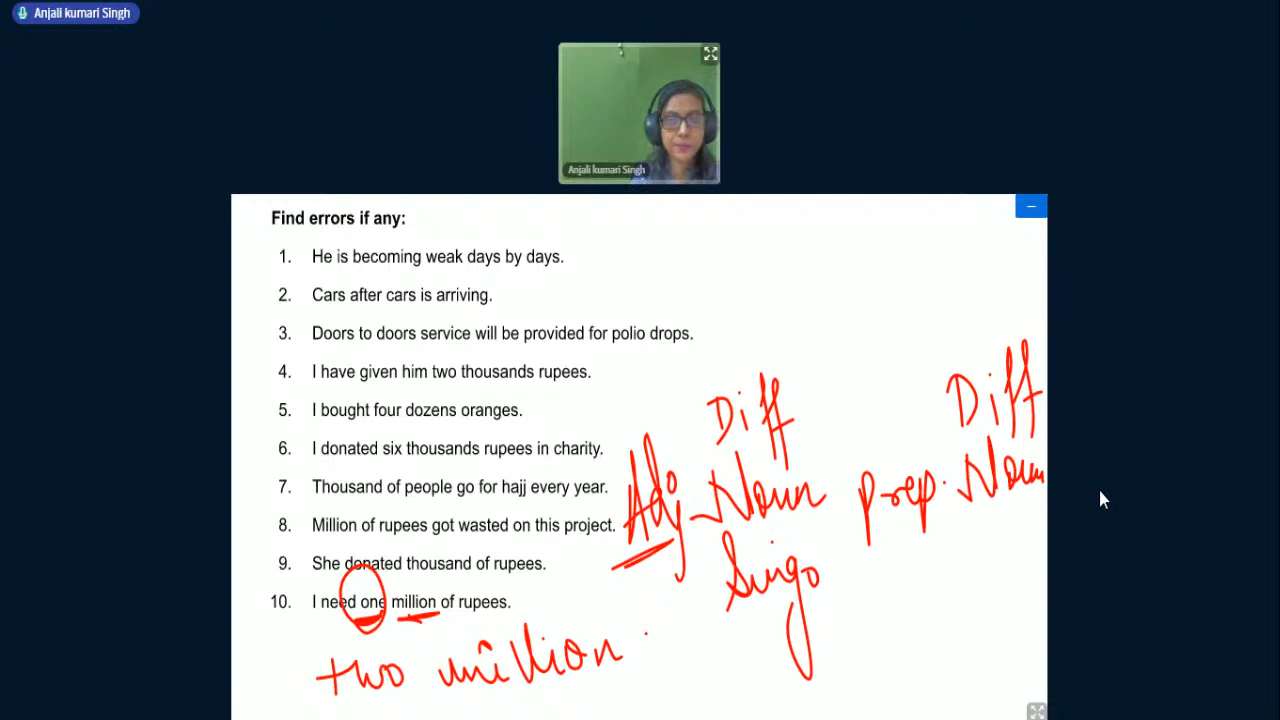 Anjali kumari Singh
Anjali kumari Singh
Find errors if any:
1. He is becoming weak days by days.
2. Cars after cars is arriving.
3. Doors to doors service will be provided for polio drops.
4. I have given him two thousands rupees.
5. I bought four dozens oranges.
6. I donated six thousands rupees in charity.
7. Thousand of people go for hajj every year.
8. Million of rupees got wasted on this project.
9. She donated thousand of rupees.
10. I need one million of rupees.
Diff Diff
Adj Noun prep. Noun
Sing
two million